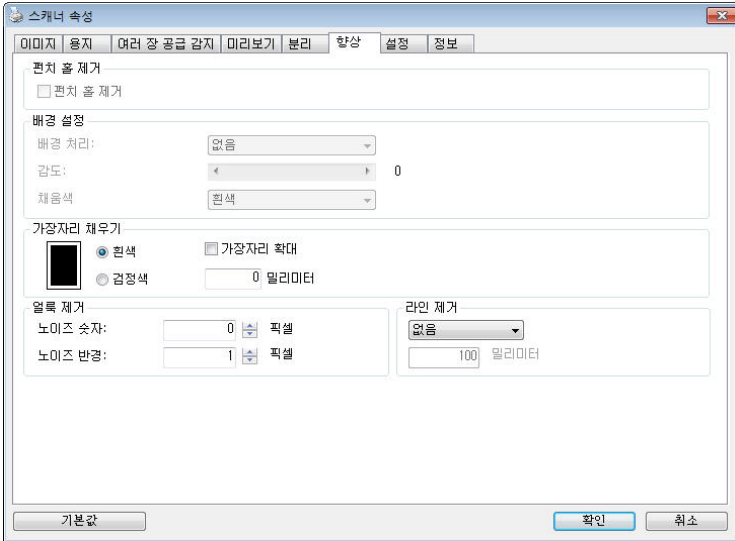 스캐너 속성
이미지 용지 여러 장 공급 감지 미리보기 분리 향상 설정 정보
펀치 홀 제거
펀치 홀 제거
배경 설정
배경 처리: 없음
감도: 0
채움색 흰색
가장자리 채우기
흰색 가장자리 확대
검정색 0 밀리미터
얼룩 제거 라인 제거
노이즈 숫자: 0 픽셀 없음
노이즈 반경: 1 픽셀 100 밀리미터
기본값 확인 취소